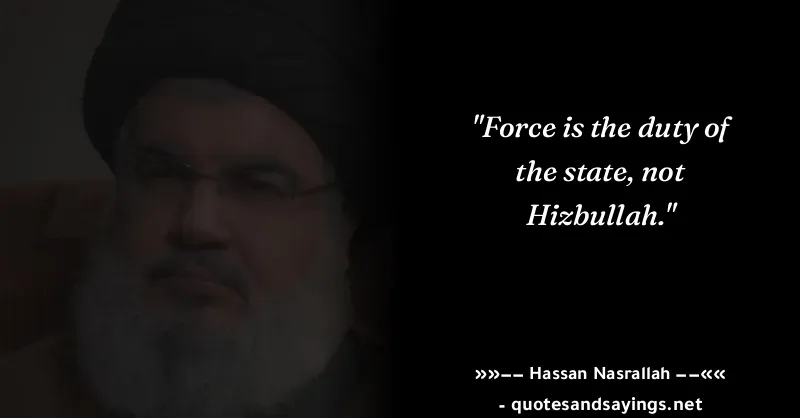 "Force is the duty of
the state, not
Hizbullah."
»»−− Hassan Nasrallah −−««
- quotesandsayings.net